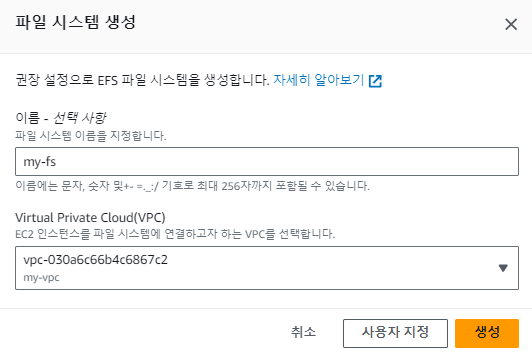 파일 시스템 생성
권장 설정으로 EFS 파일 시스템을 생성합니다. 자세히 알아보기
이름 - 선택 사항
파일 시스템 이름을 지정합니다.
my-fs
이름에는 문자, 숫자 및+- =._:/ 기호로 최대 256자까지 포함될 수 있습니다.
Virtual Private Cloud(VPC)
EC2 인스턴스를 파일 시스템에 연결하고자 하는 VPC를 선택합니다.
vpc-030a6c66b4c6867c2
my-vpc
취소 사용자 지정 생성